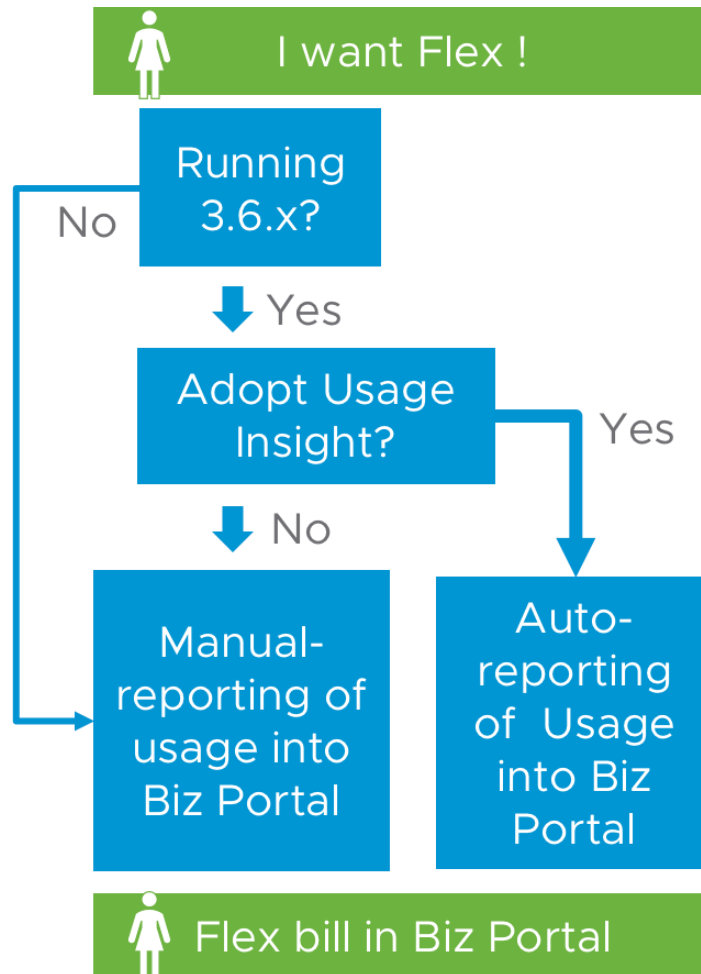 I want Flex !
Running
3.6.x?
No
Yes
Adopt Usage
Insight?
Yes
No
Manual-
reporting of
usage into
Biz Portal
Auto-
reporting
of Usage
into Biz
Portal
Flex bill in Biz Portal